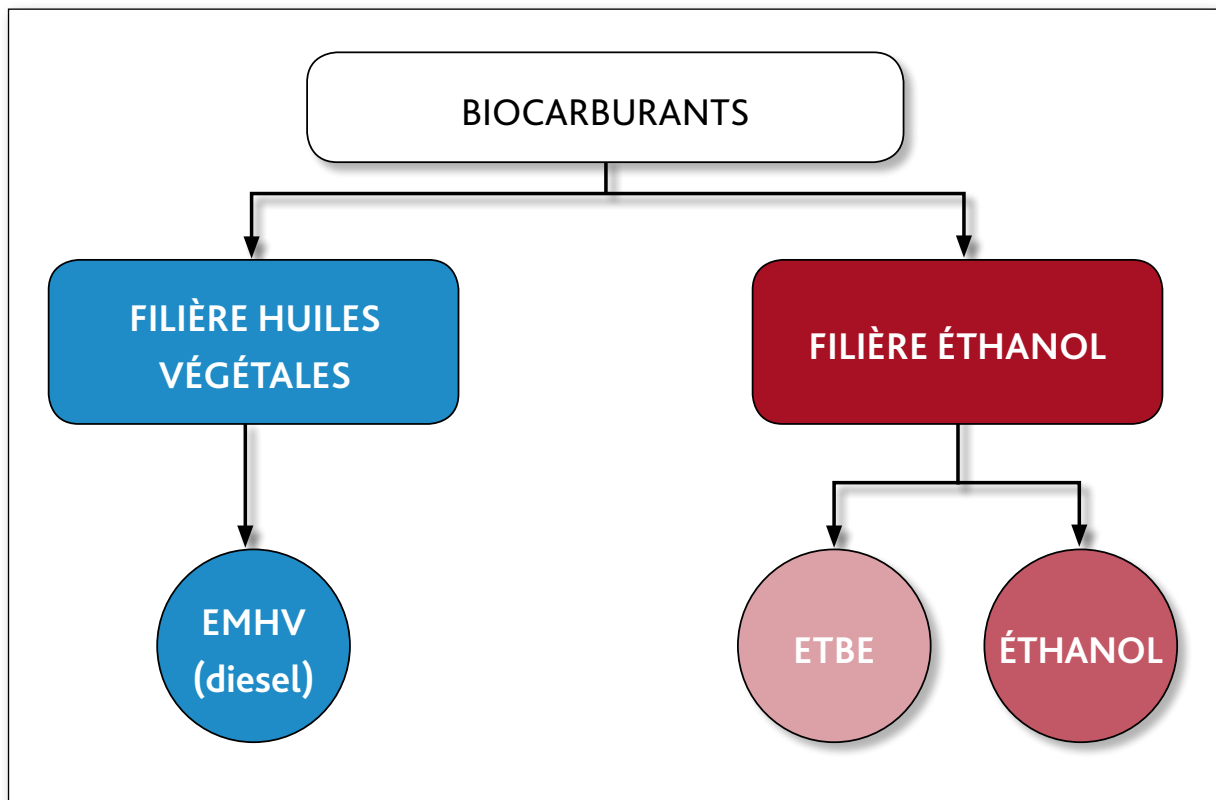 BIOCARBURANTS
FILIÈRE HUILES
VÉGÉTALES
FILIÈRE ÉTHANOL
EMHV
(diesel)
ETBE
ÉTHANOL